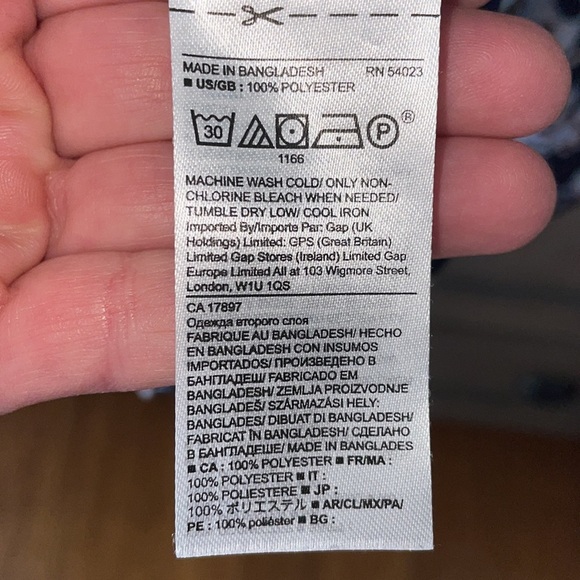 MADE IN BANGLADESH RN 54023
■ US/GB : 100% POLYESTER
30 P ®
1166
MACHINE WASH COLD/ ONLY NON-
CHLORINE BLEACH WHEN NEEDED/
TUMBLE DRY LOW/ COOL IRON
Imported By/Importe Par: Gap (UK
Holdings) Limited: GPS (Great Britain)
Limited Gap Stores (Ireland) Limited Gap
Europe Limited All at 103 Wigmore Street,
London, W1U 1QS
CA 17897
Одежда второго слоя
FABRIQUE AU BANGLADESH/ HECHO
EN BANGLADESH CON INSUMOS
IMPORTADOS/ ПРОИЗВЕДЕНО В
БАНГЛАДЕШ/ FABRICADO EM
BANGLADESH/ ZEMLJA PROIZVODNJE
BANGLADEŠ/ SZÁRMAZÁSI HELY:
BANGLADES/ DIBUAT DI BANGLADESH/
FABRICAT ÎN BANGLADESH/ СДЕЛАНО
В БАНГЛАДЕШЕ/ MADE IN BANGLADES
■ CA : 100% POLYESTER ■ FR/MA :
100% POLYESTER ■ IT :
100% POLIESTERE ■ JP :
100% ポリエステル ■ AR/CL/MX/PA/
PE : 100% poliéster ■ BG :